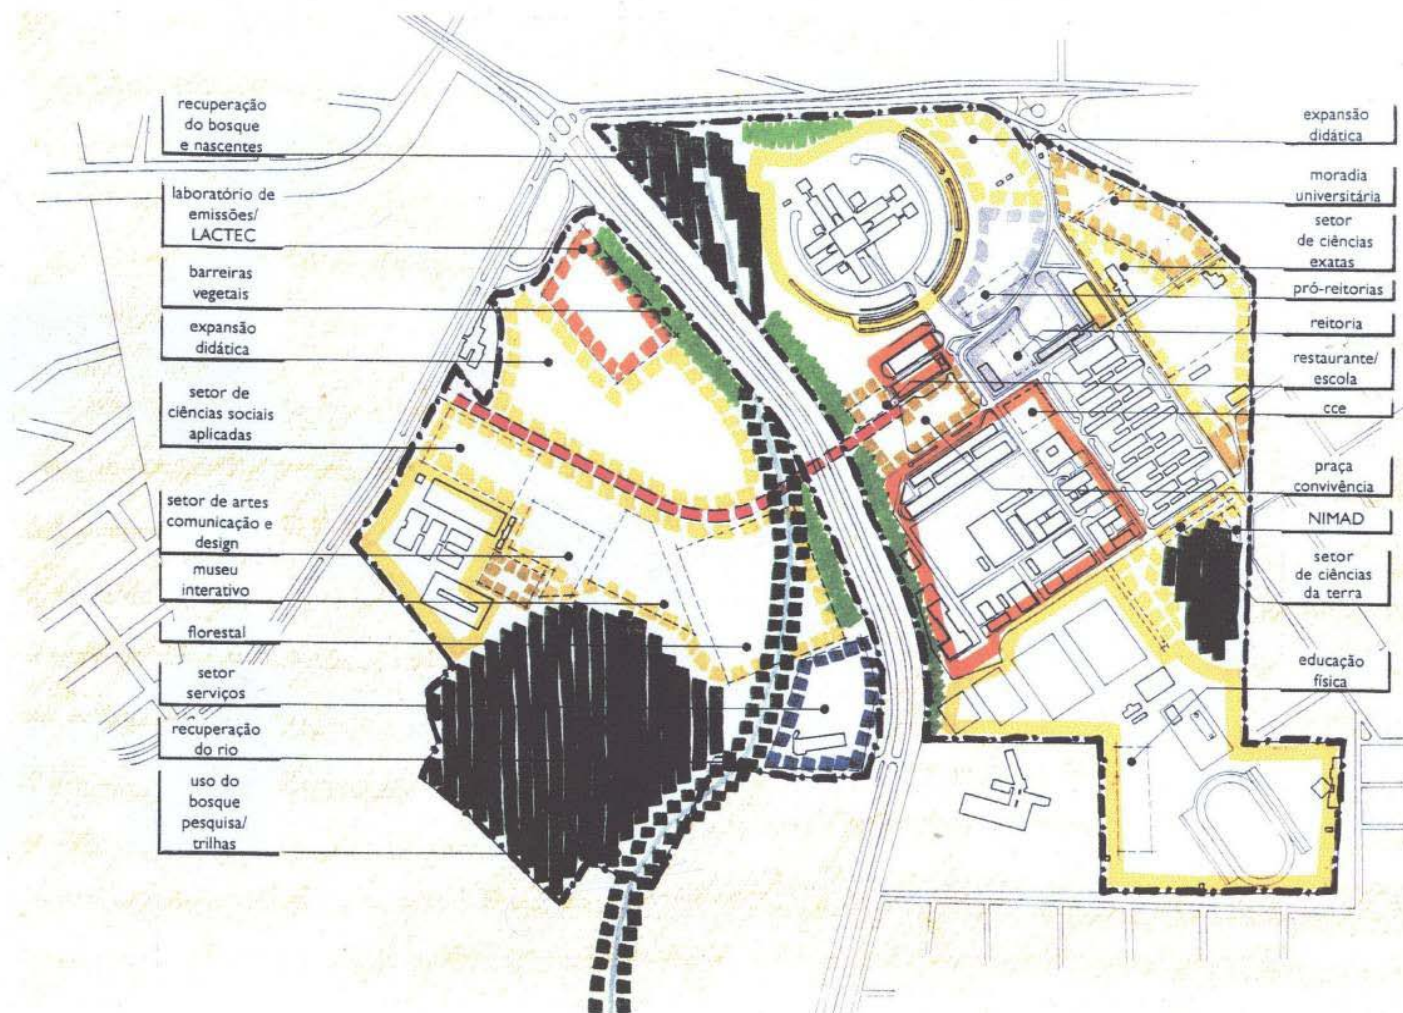 recuperação
do bosque
e nascentes
laboratório de
emissões/
LACTEC
barreiras
vegetais
expansão
didática
setor de
ciências sociais
aplicadas
setor de artes
comunicação e
design
museu
interativo
florestal
setor
serviços
recuperação
do rio
uso do
bosque
pesquisa/
trilhas
expansão
didática
moradia
universitária
setor
de ciências
exatas
pró-reitorias
reitoria
restaurante/
escola
cce
praça
convivência
NIMAD
setor
de ciências
da terra
educação
física